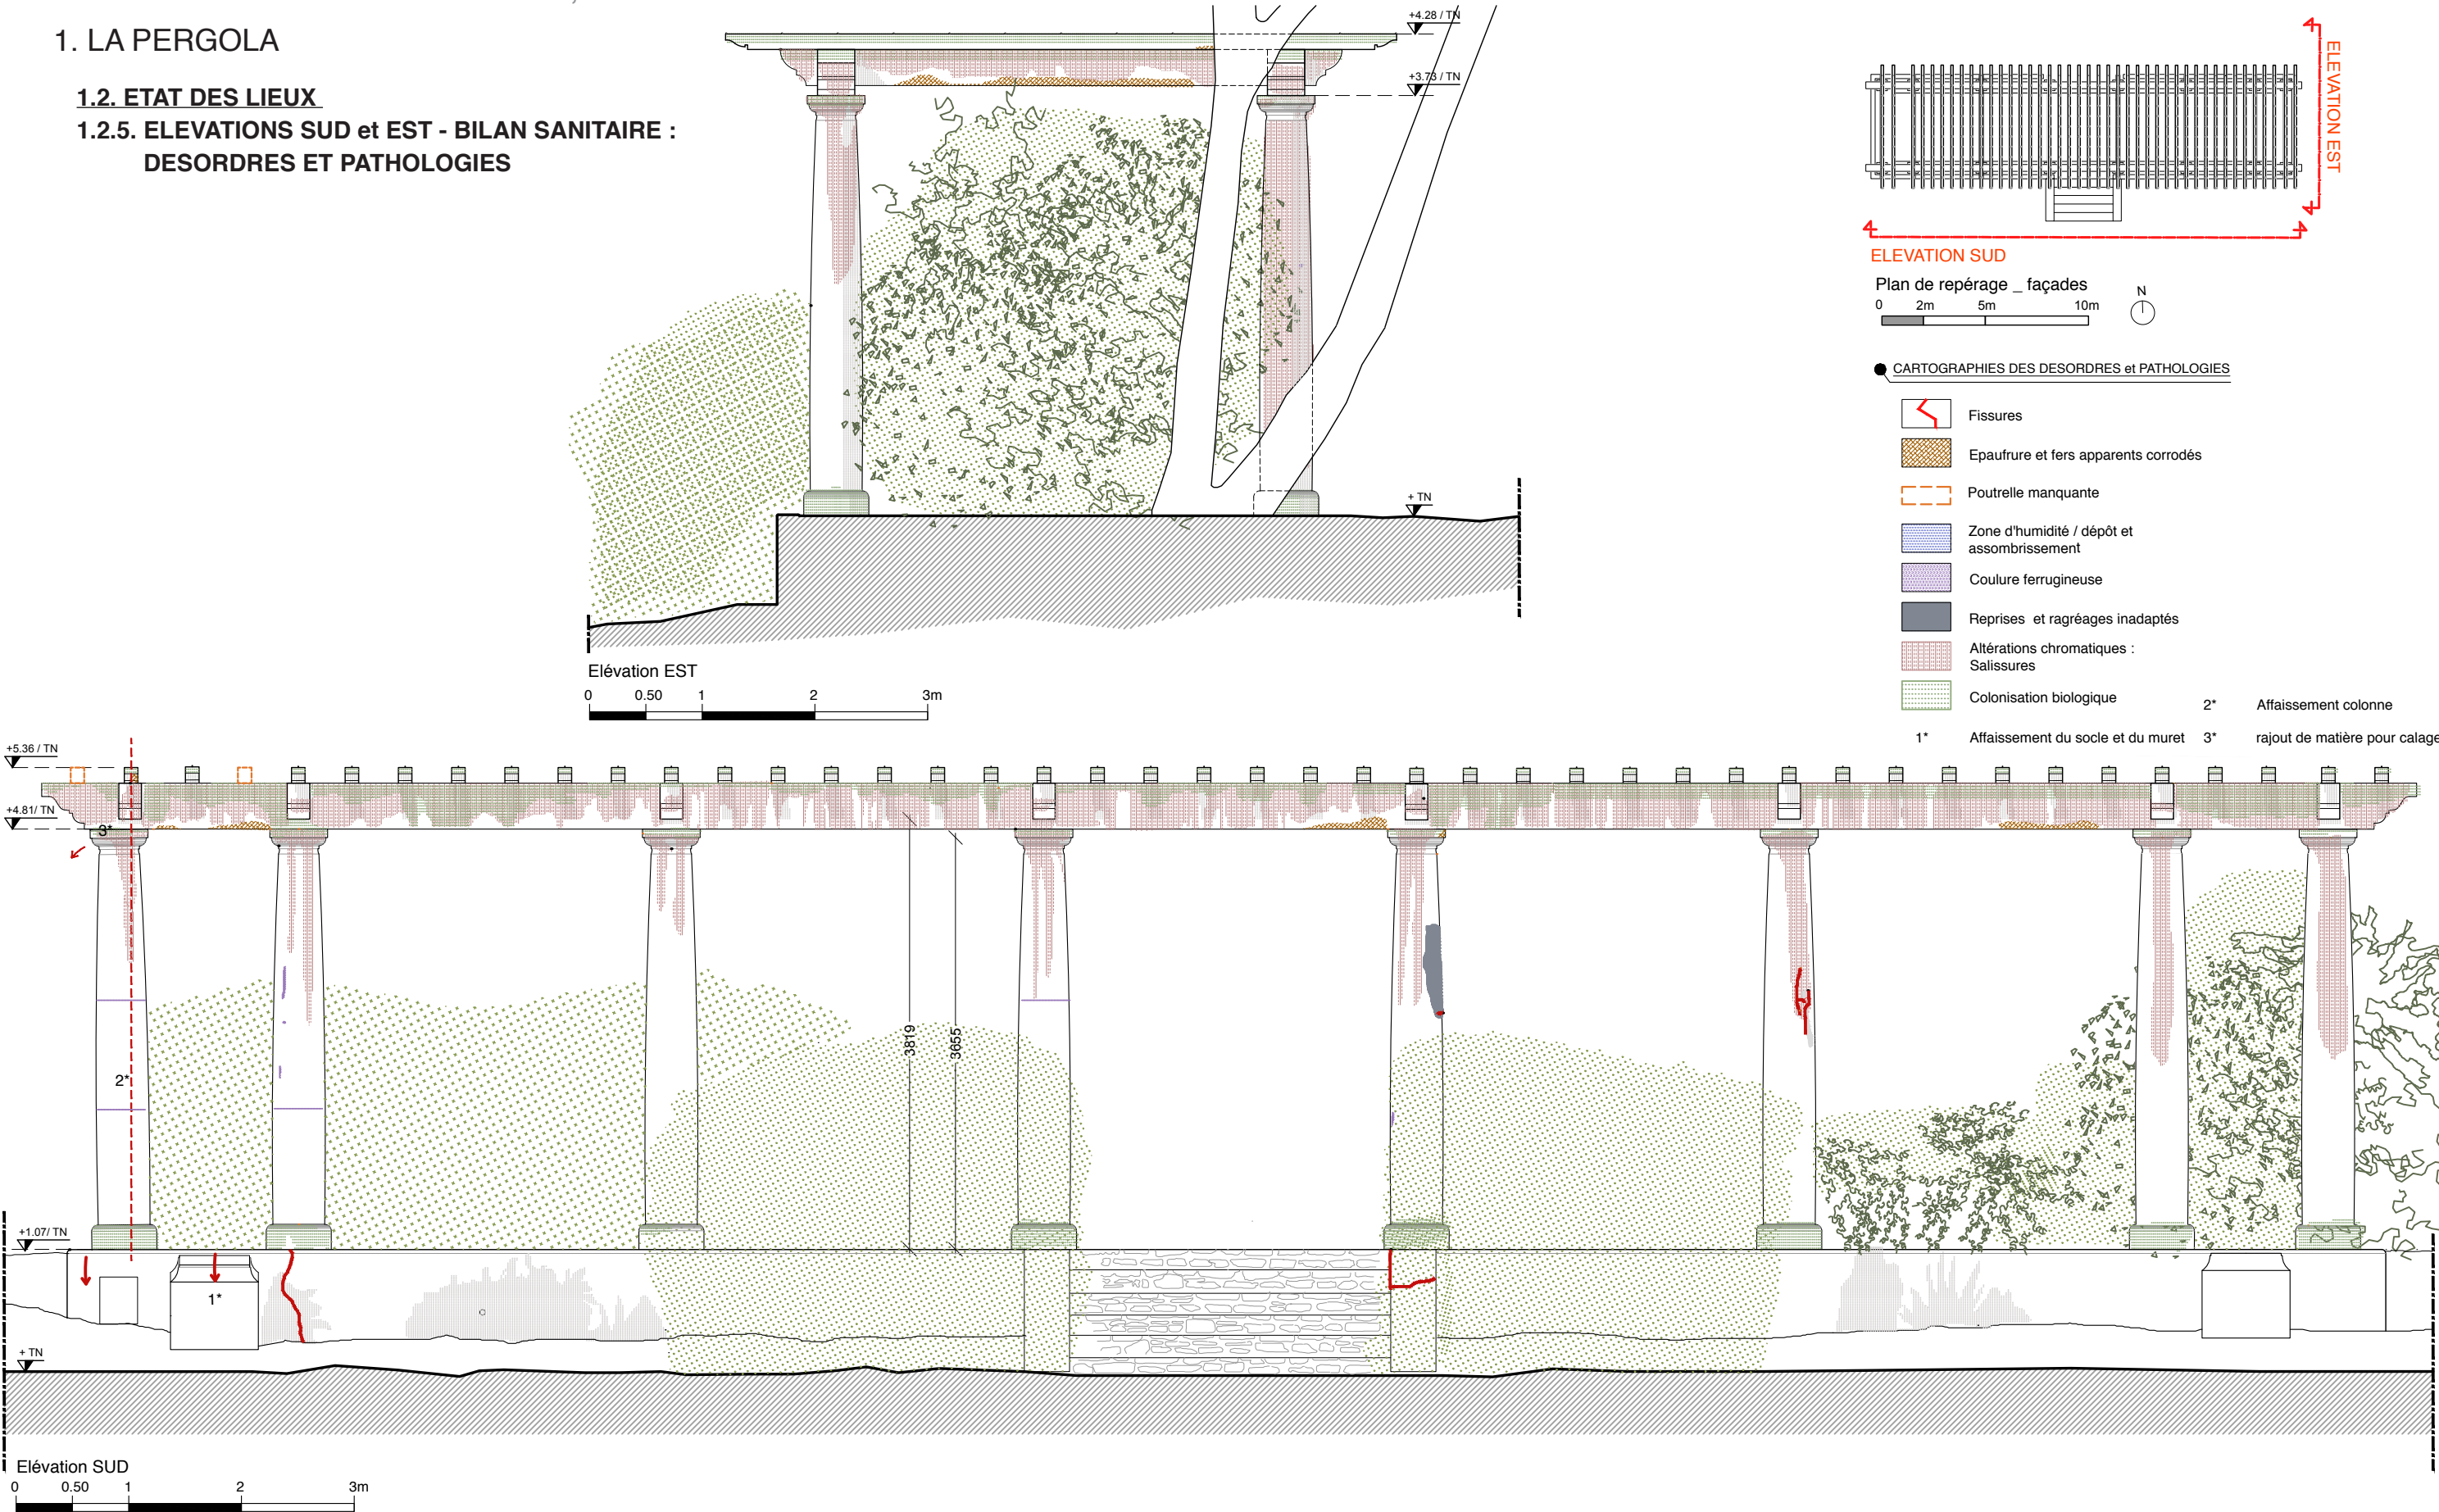 1. LA PERGOLA
1.2. ETAT DES LIEUX
1.2.5. ELEVATIONS SUD et EST - BILAN SANITAIRE :
DESORDRES ET PATHOLOGIES
+4.28 / TN
+3.73 / TN
+ TN
Elévation EST
0 0.50 1 2 3m
ELEVATION EST
ELEVATION SUD
Plan de repérage _ façades
0 2m 5m 10m
N
CARTOGRAPHIES DES DESORDRES et PATHOLOGIES
Fissures
Epaufrure et fers apparents corrodés
Poutrelle manquante
Zone d'humidité / dépôt et
assombrissement
Coulure ferrugineuse
Reprises et ragréages inadaptés
Altérations chromatiques :
Salissures
Colonisation biologique
2* Affaissement colonne
1* Affaissement du socle et du muret
3* rajout de matière pour calage
+5.36 / TN
+4.81/ TN
3*
2*
3819
3655
+1.07/ TN
1*
+ TN
Elévation SUD
0 0.50 1 2 3m